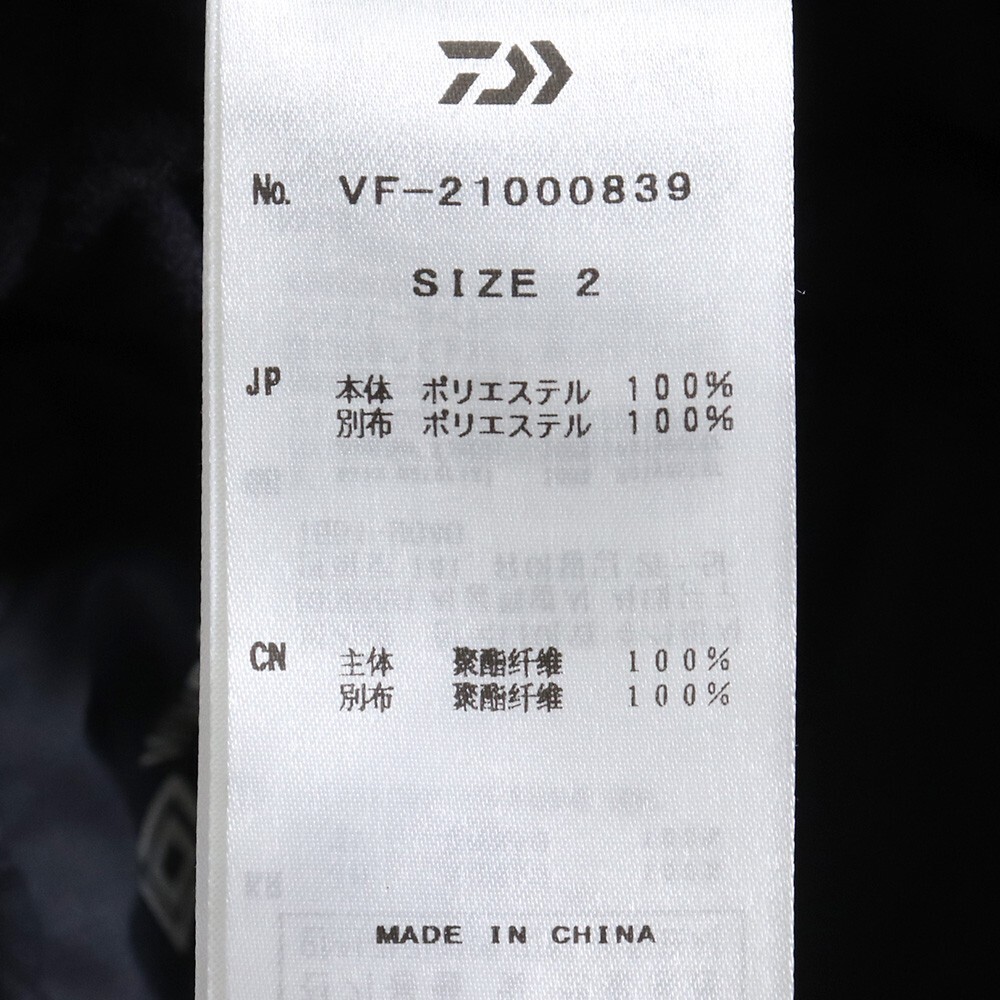 No. VF-21000839
SIZE 2
JP 本体 ポリエステル 100%
別布 ポリエステル 100%
CN 主体 聚酯纤维 100%
別布 聚酯纤维 100%
MADE IN CHINA